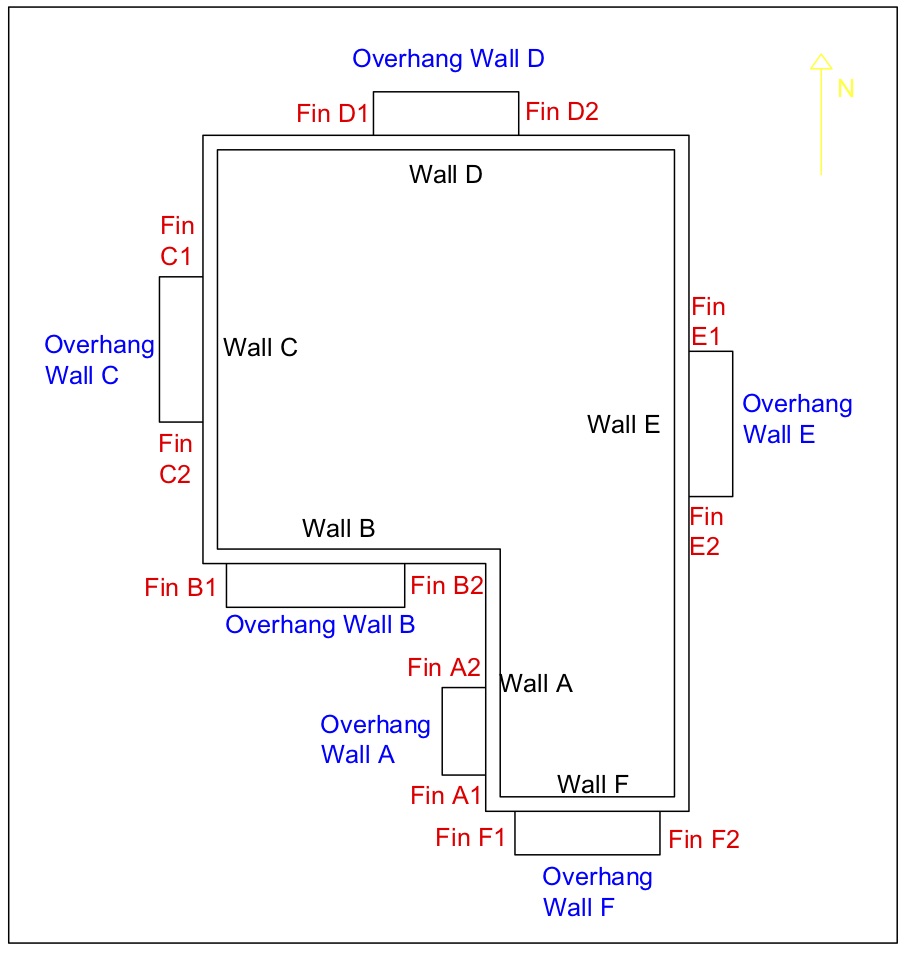 Overhang Wall D
N
Fin D1
Fin D2
Wall D
Fin
C1
Fin
E1
Overhang
Wall C
Wall C
Overhang
Wall E
Wall E
Fin
C2
Fin
E2
Wall B
Fin B1
Fin B2
Overhang Wall B
Fin A2
Wall A
Overhang
Wall A
Wall F
Fin A1
Fin F1
Fin F2
Overhang
Wall F